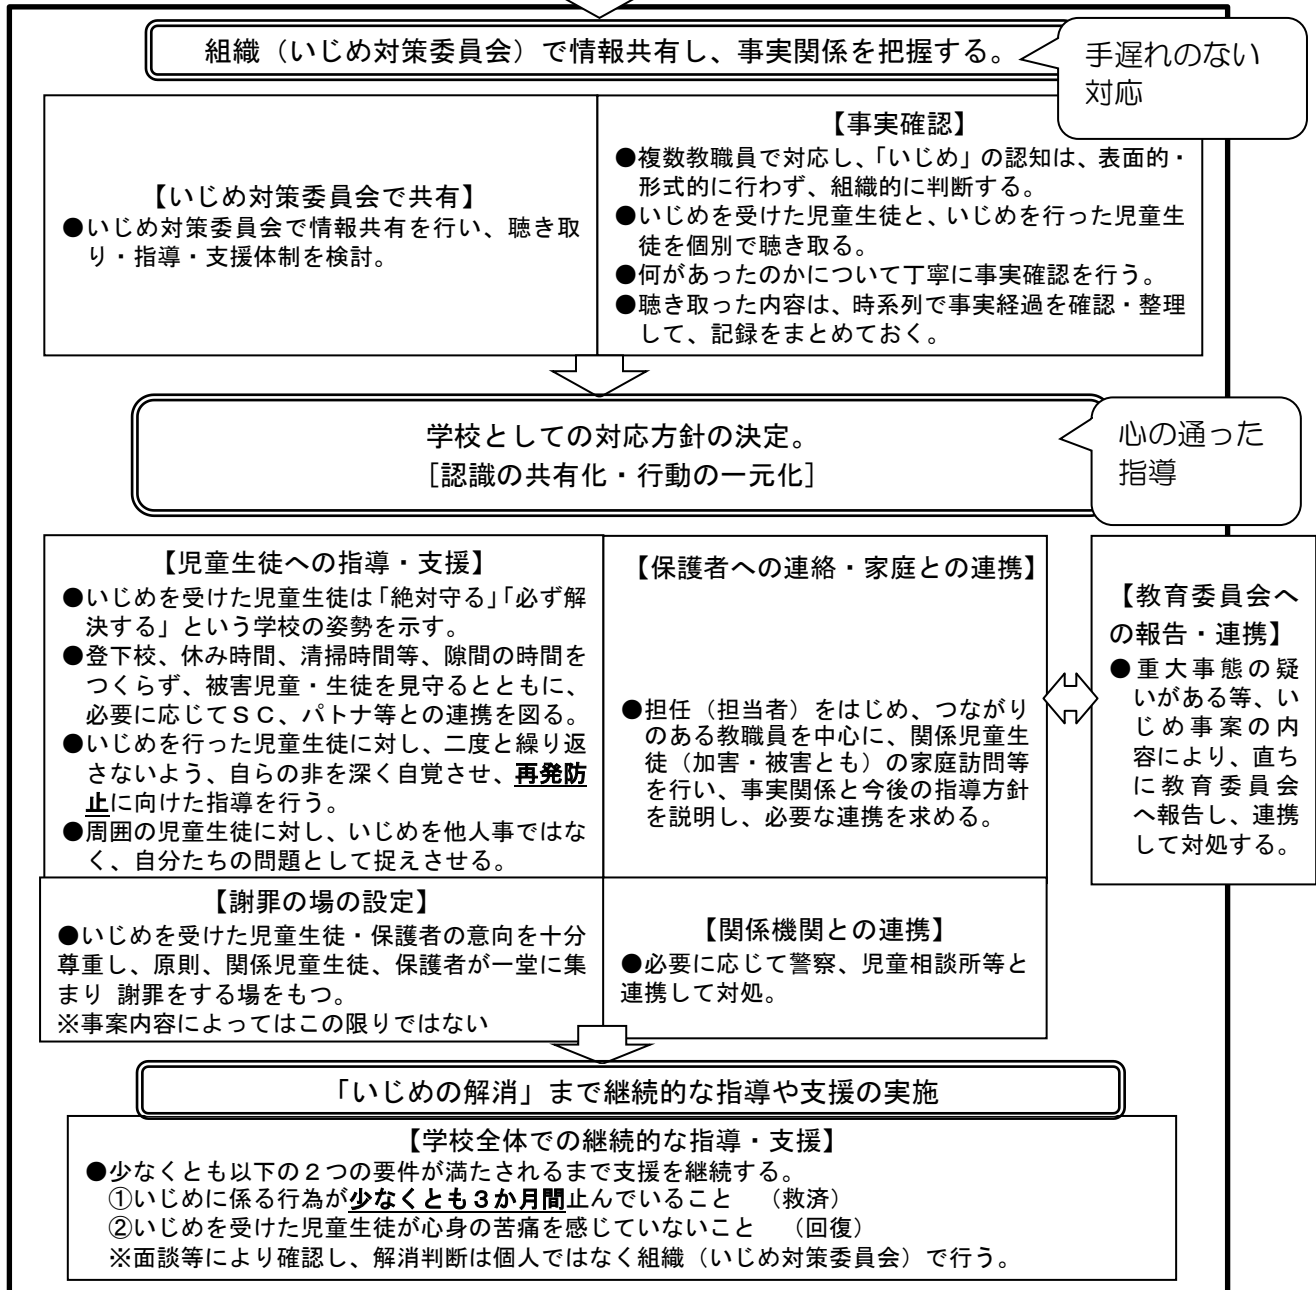 組織（いじめ対策委員会）で情報共有し、事実関係を把握する。
手遅れのない
対応
【いじめ対策委員会で共有】
●いじめ対策委員会で情報共有を行い、聴き取
り・指導・支援体制を検討。
【事実確認】
●複数教職員で対応し、「いじめ」の認知は、表面的・
形式的に行わず、組織的に判断する。
●いじめを受けた児童生徒と、いじめを行った児童生
徒を個別で聴き取る。
●何があったのかについて丁寧に事実確認を行う。
●聴き取った内容は、時系列で事実経過を確認・整理
して、記録をまとめておく。
学校としての対応方針の決定。
［認識の共有化・行動の一元化］
心の通った
指導
【児童生徒への指導・支援】
●いじめを受けた児童生徒は「絶対守る」「必ず解
決する」という学校の姿勢を示す。
●登下校、休み時間、清掃時間等、隙間の時間を
つくらず、被害児童・生徒を見守るとともに、
必要に応じてＳＣ、パトナ等との連携を図る。
●いじめを行った児童生徒に対し、二度と繰り返
さないよう、自らの非を深く自覚させ、再発防
止に向けた指導を行う。
●周囲の児童生徒に対し、いじめを他人事ではな
く、自分たちの問題として捉えさせる。
【保護者への連絡・家庭との連携】
●担任（担当者）をはじめ、つながり
のある教職員を中心に、関係児童生
徒（加害・被害とも）の家庭訪問等
を行い、事実関係と今後の指導方針
を説明し、必要な連携を求める。
【教育委員会へ
の報告・連携】
●重大事態の疑
いがある等、い
じめ事案の内
容により、直ち
に教育委員会
へ報告し、連携
して対処する。
【謝罪の場の設定】
●いじめを受けた児童生徒・保護者の意向を十分
尊重し、原則、関係児童生徒、保護者が一堂に集
まり 謝罪をする場をもつ。
※事案内容によってはこの限りではない
【関係機関との連携】
●必要に応じて警察、児童相談所等と
連携して対処。
「いじめの解消」まで継続的な指導や支援の実施
【学校全体での継続的な指導・支援】
●少なくとも以下の２つの要件が満たされるまで支援を継続する。
①いじめに係る行為が少なくとも３か月間止んでいること　（救済）
②いじめを受けた児童生徒が心身の苦痛を感じていないこと　（回復）
※面談等により確認し、解消判断は個人ではなく組織（いじめ対策委員会）で行う。